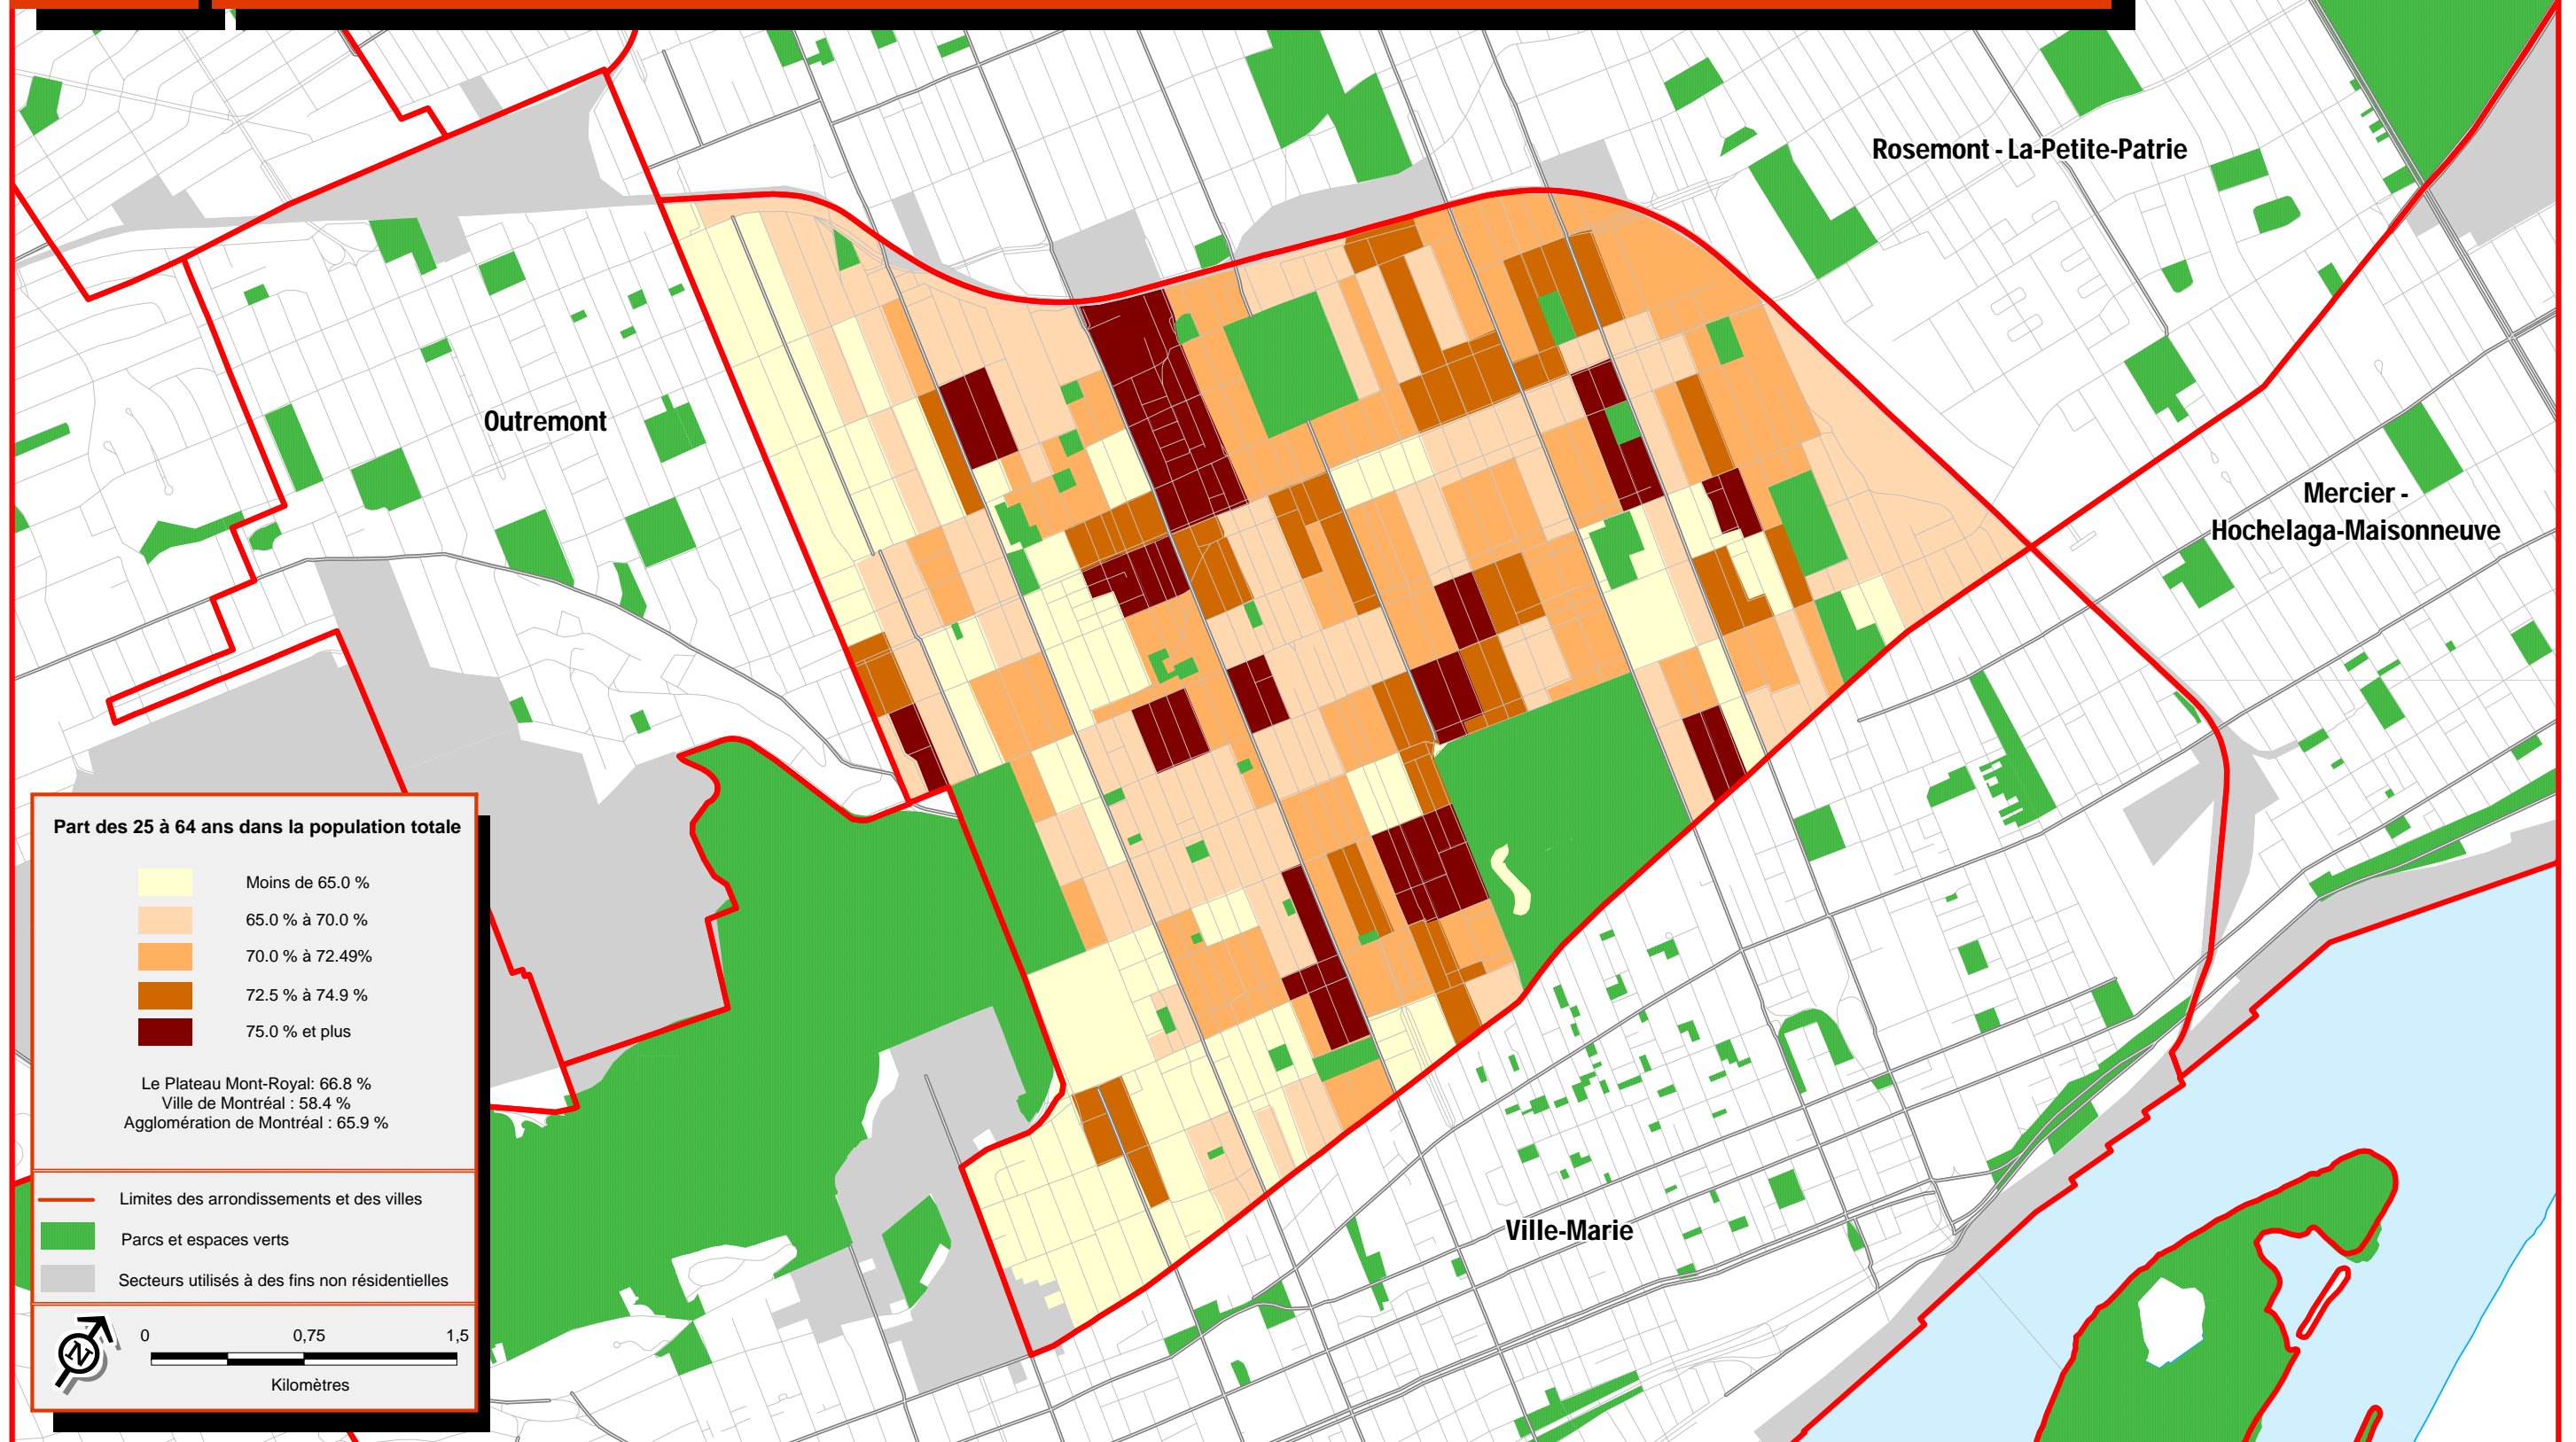 Rosemont - La-Petite-Patrie
Outremont
Mercier -
Hochelaga-Maisonneuve
Ville-Marie
Part des 25 à 64 ans dans la population totale
Moins de 65.0 %
65.0 % à 70.0 %
70.0 % à 72.49%
72.5 % à 74.9 %
75.0 % et plus
Le Plateau Mont-Royal: 66.8 %
Ville de Montréal : 58.4 %
Agglomération de Montréal : 65.9 %
Limites des arrondissements et des villes
Parcs et espaces verts
Secteurs utilisés à des fins non résidentielles
N
0 0,75 1,5
Kilomètres